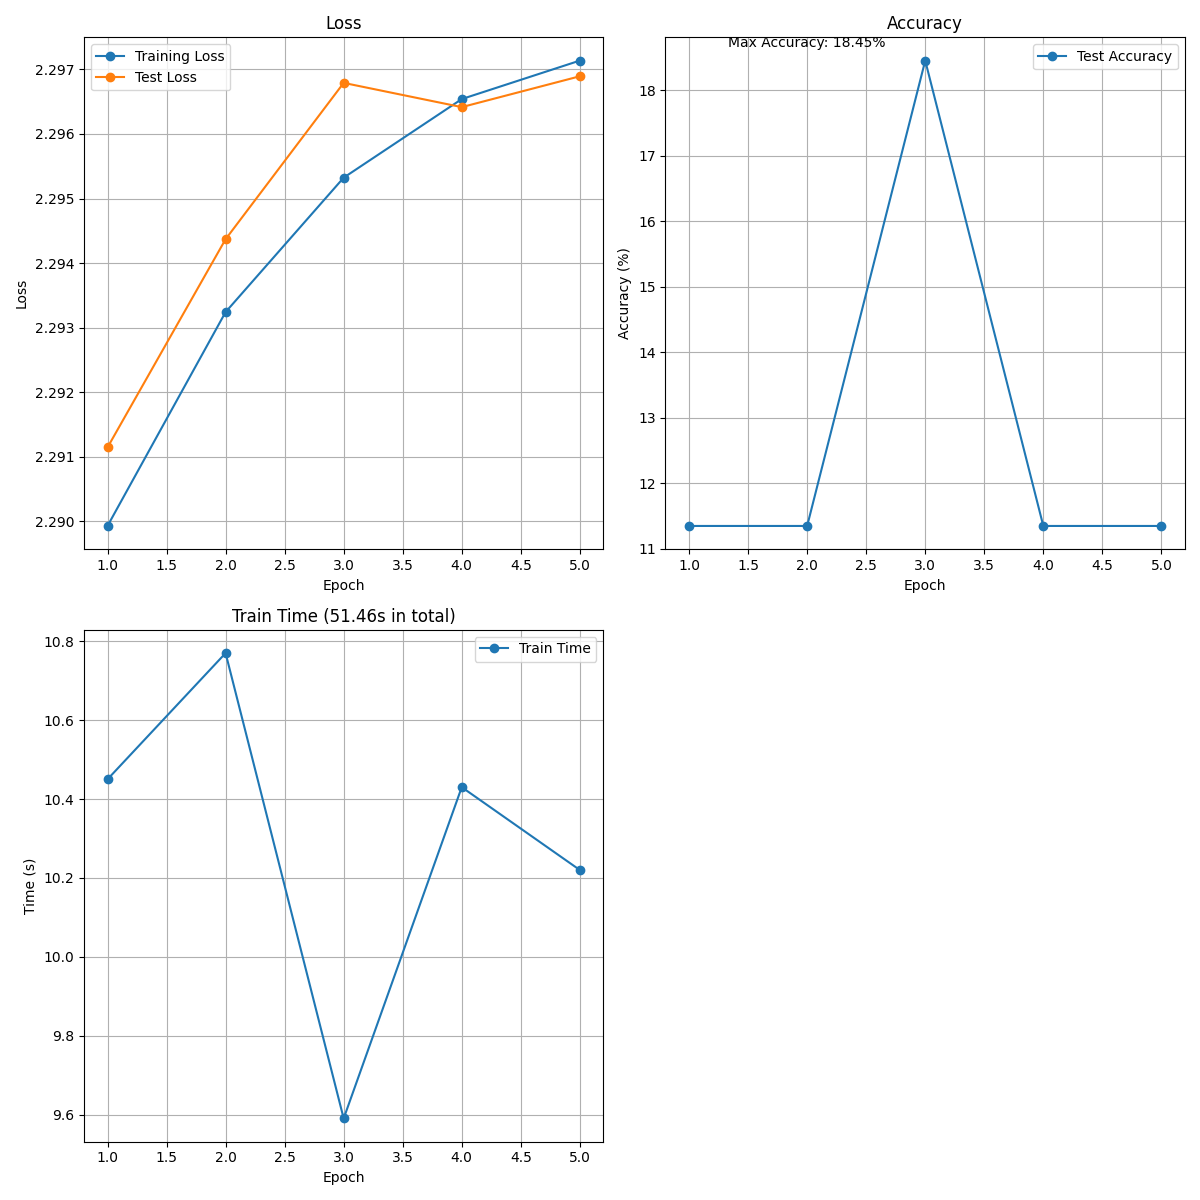 Loss
Training Loss
Test Loss
2.297
2.296
2.295
2.294
2.293
2.292
2.291
2.290
Loss
1.0 1.5 2.0 2.5 3.0 3.5 4.0 4.5 5.0
Epoch
Accuracy
Max Accuracy: 18.45%
Test Accuracy
18
17
16
15
14
13
12
11
Accuracy (%)
1.0 1.5 2.0 2.5 3.0 3.5 4.0 4.5 5.0
Epoch
Train Time (51.46s in total)
Train Time
10.8
10.6
10.4
10.2
10.0
9.8
9.6
Time (s)
1.0 1.5 2.0 2.5 3.0 3.5 4.0 4.5 5.0
Epoch